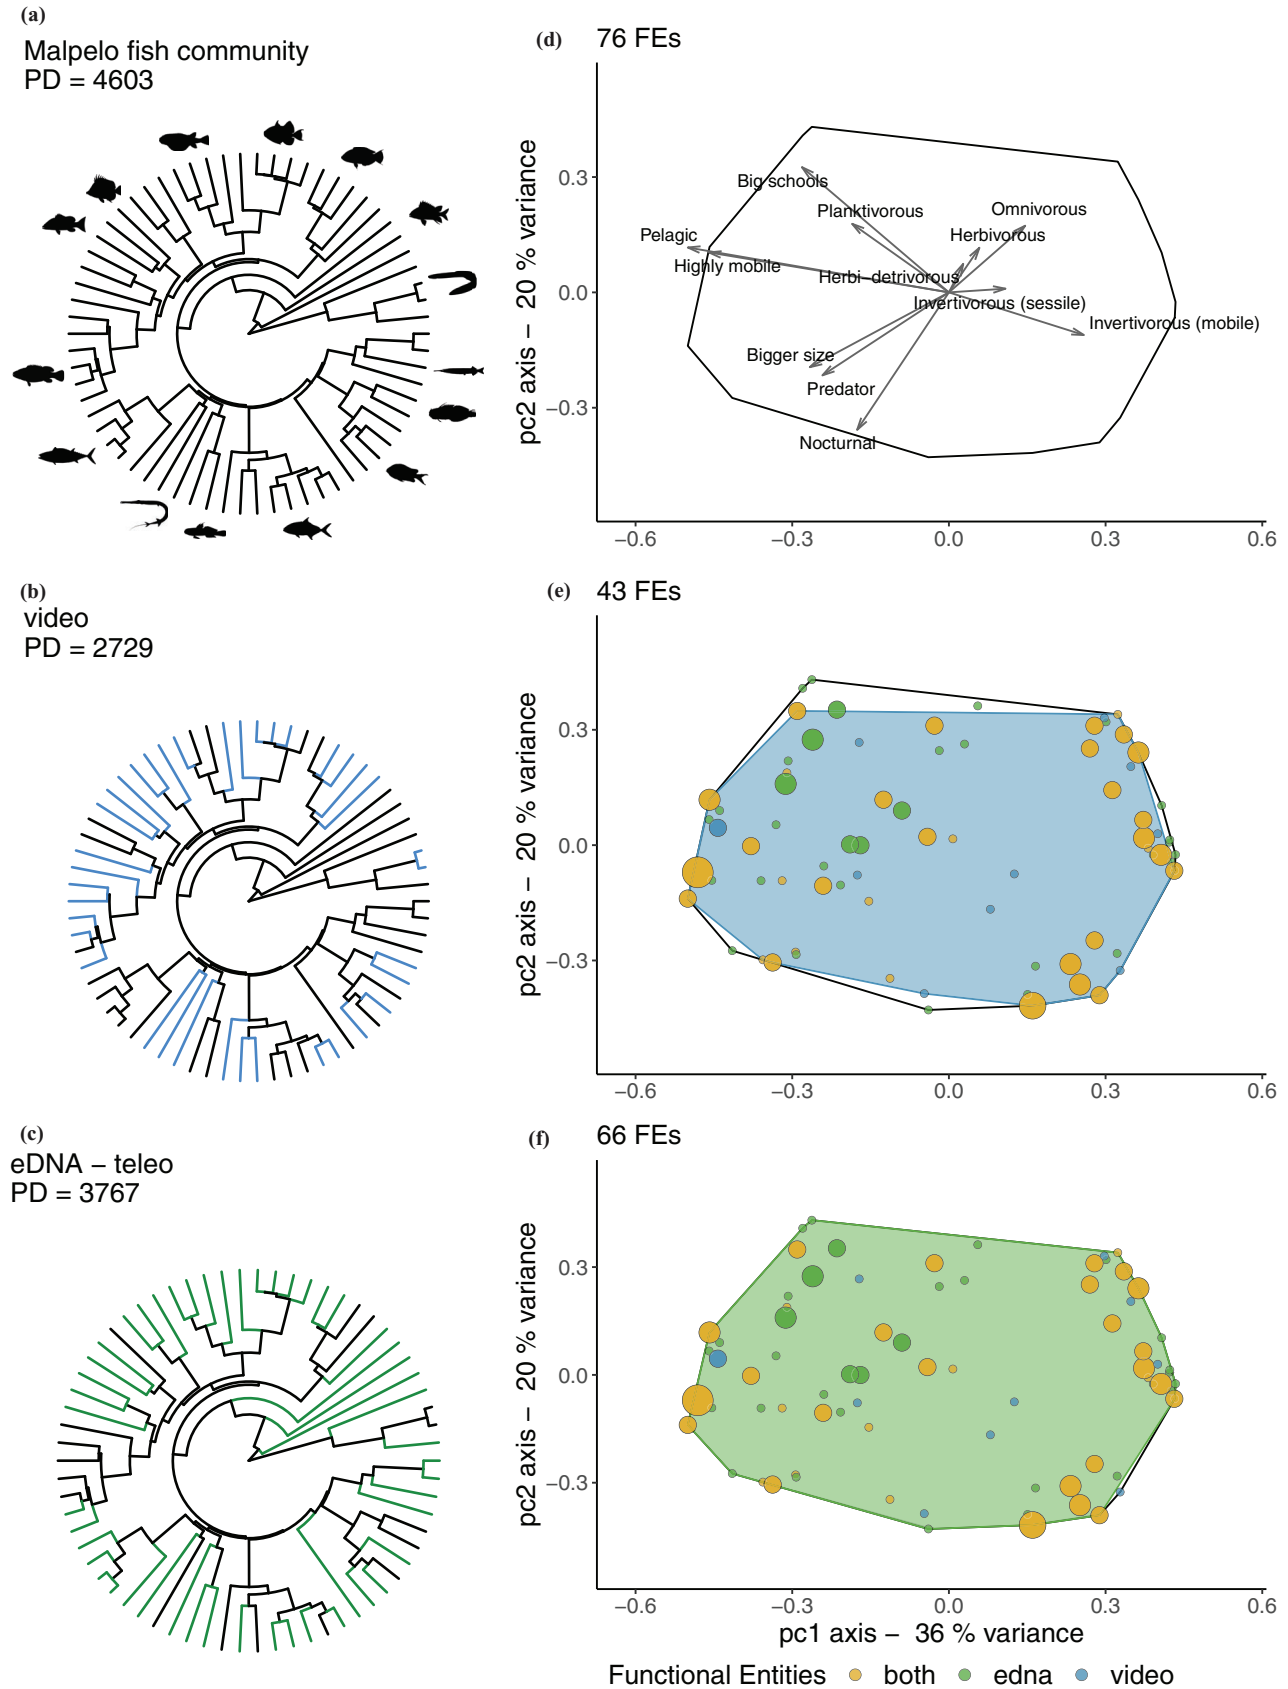 (a)
Malpelo fish community
PD = 4603
(d)
76 FEs
pc2 axis – 20 % variance
0.3
0.0
−0.3
Big schools
Planktivorous
Omnivorous
Pelagic
Herbivorous
Highly mobile
Herbi−detrivorous
Invertivorous (sessile)
Invertivorous (mobile)
Bigger size
Predator
Nocturnal
−0.6
−0.3
0.0
0.3
0.6
(b)
video
PD = 2729
(e)
43 FEs
pc2 axis – 20 % variance
0.3
0.0
−0.3
−0.6
−0.3
0.0
0.3
0.6
(c)
eDNA – teleo
PD = 3767
(f)
66 FEs
pc2 axis – 20 % variance
0.3
0.0
−0.3
−0.6
−0.3
0.0
0.3
0.6
pc1 axis – 36 % variance
Functional Entities both edna video